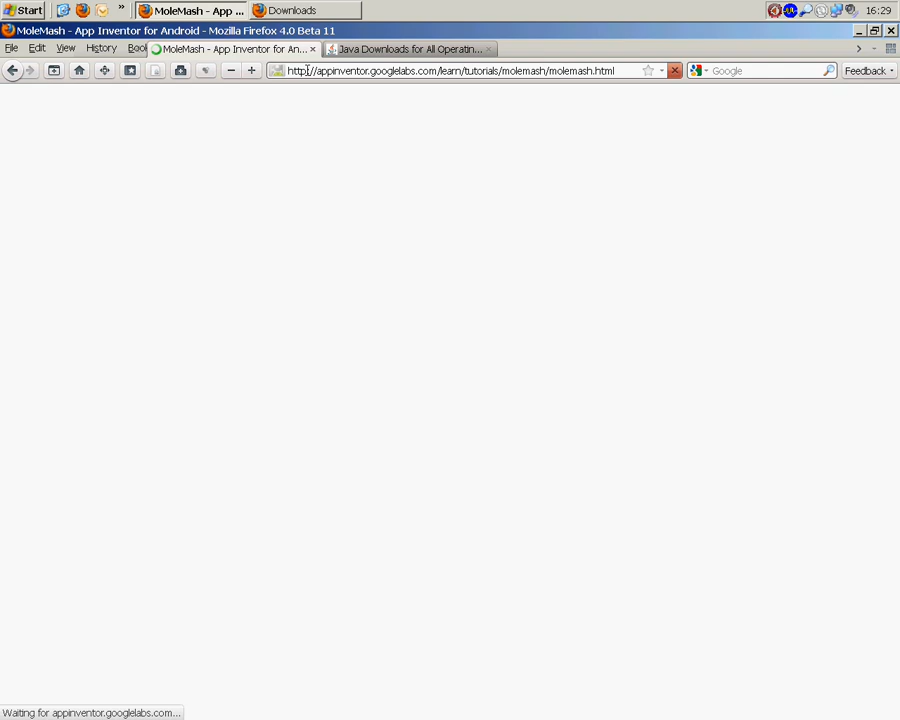 Start » MoleMash - App ... Downloads 16:29
MoleMash - App Inventor for Android - Mozilla Firefox 4.0 Beta 11
File Edit View History Bool MoleMash - App Inventor for An... Java Downloads for All Operatin...
http://appinventor.googlelabs.com/learn/tutorials/molemash/molemash.html Google Feedback
Waiting for appinventor.googlelabs.com...